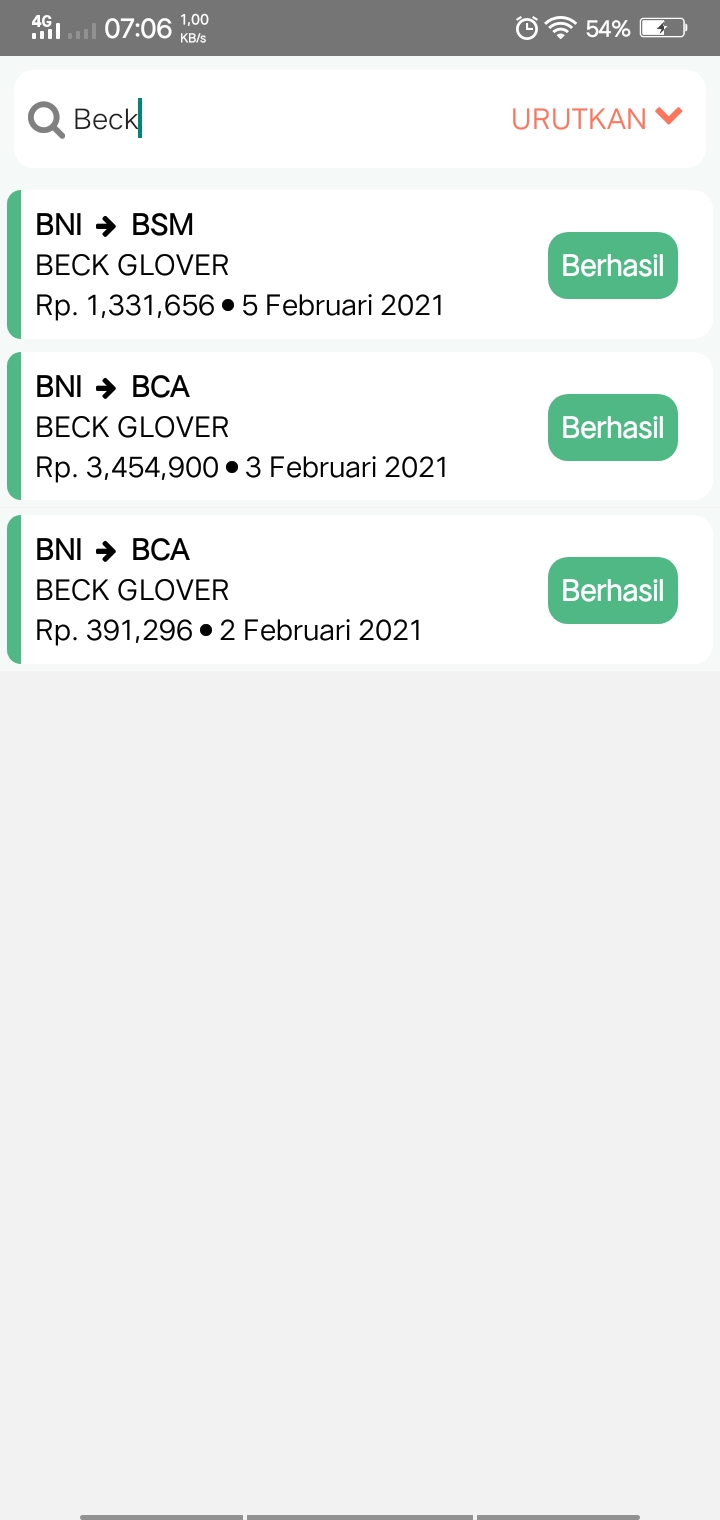 4G 07:06 1,00 KB/s 54%
Beck URUTKAN
BNI → BSM
BECK GLOVER
Rp. 1,331,656 ● 5 Februari 2021
Berhasil
BNI → BCA
BECK GLOVER
Rp. 3,454,900 ● 3 Februari 2021
Berhasil
BNI → BCA
BECK GLOVER
Rp. 391,296 ● 2 Februari 2021
Berhasil